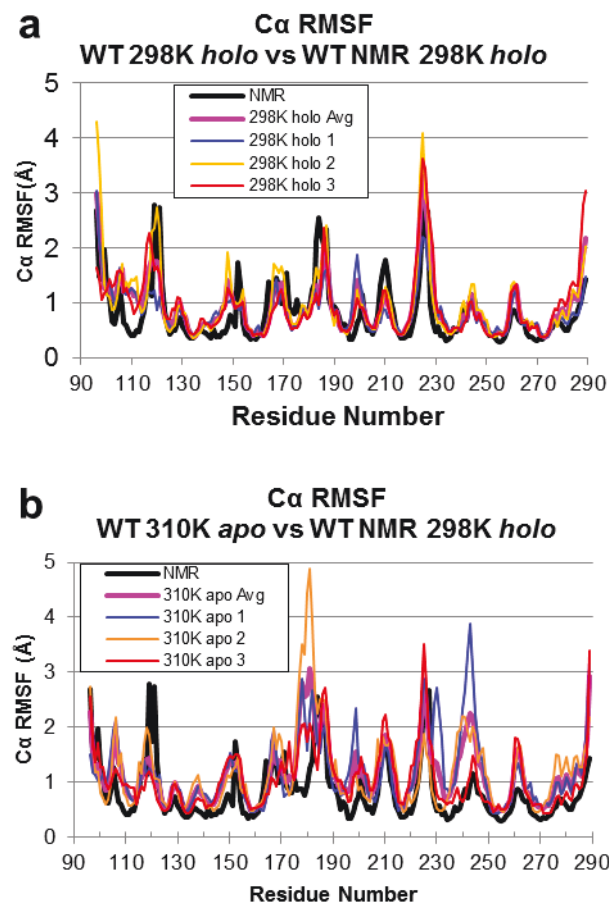 a
Cα RMSF
WT 298K holo vs WT NMR 298K holo
NMR
298K holo Avg
298K holo 1
298K holo 2
298K holo 3
Cα RMSF(Å)
5
4
3
2
1
0
90 110 130 150 170 190 210 230 250 270 290
Residue Number
b
Cα RMSF
WT 310K apo vs WT NMR 298K holo
NMR
310K apo Avg
310K apo 1
310K apo 2
310K apo 3
Cα RMSF (Å)
5
4
3
2
1
0
90 110 130 150 170 190 210 230 250 270 290
Residue Number